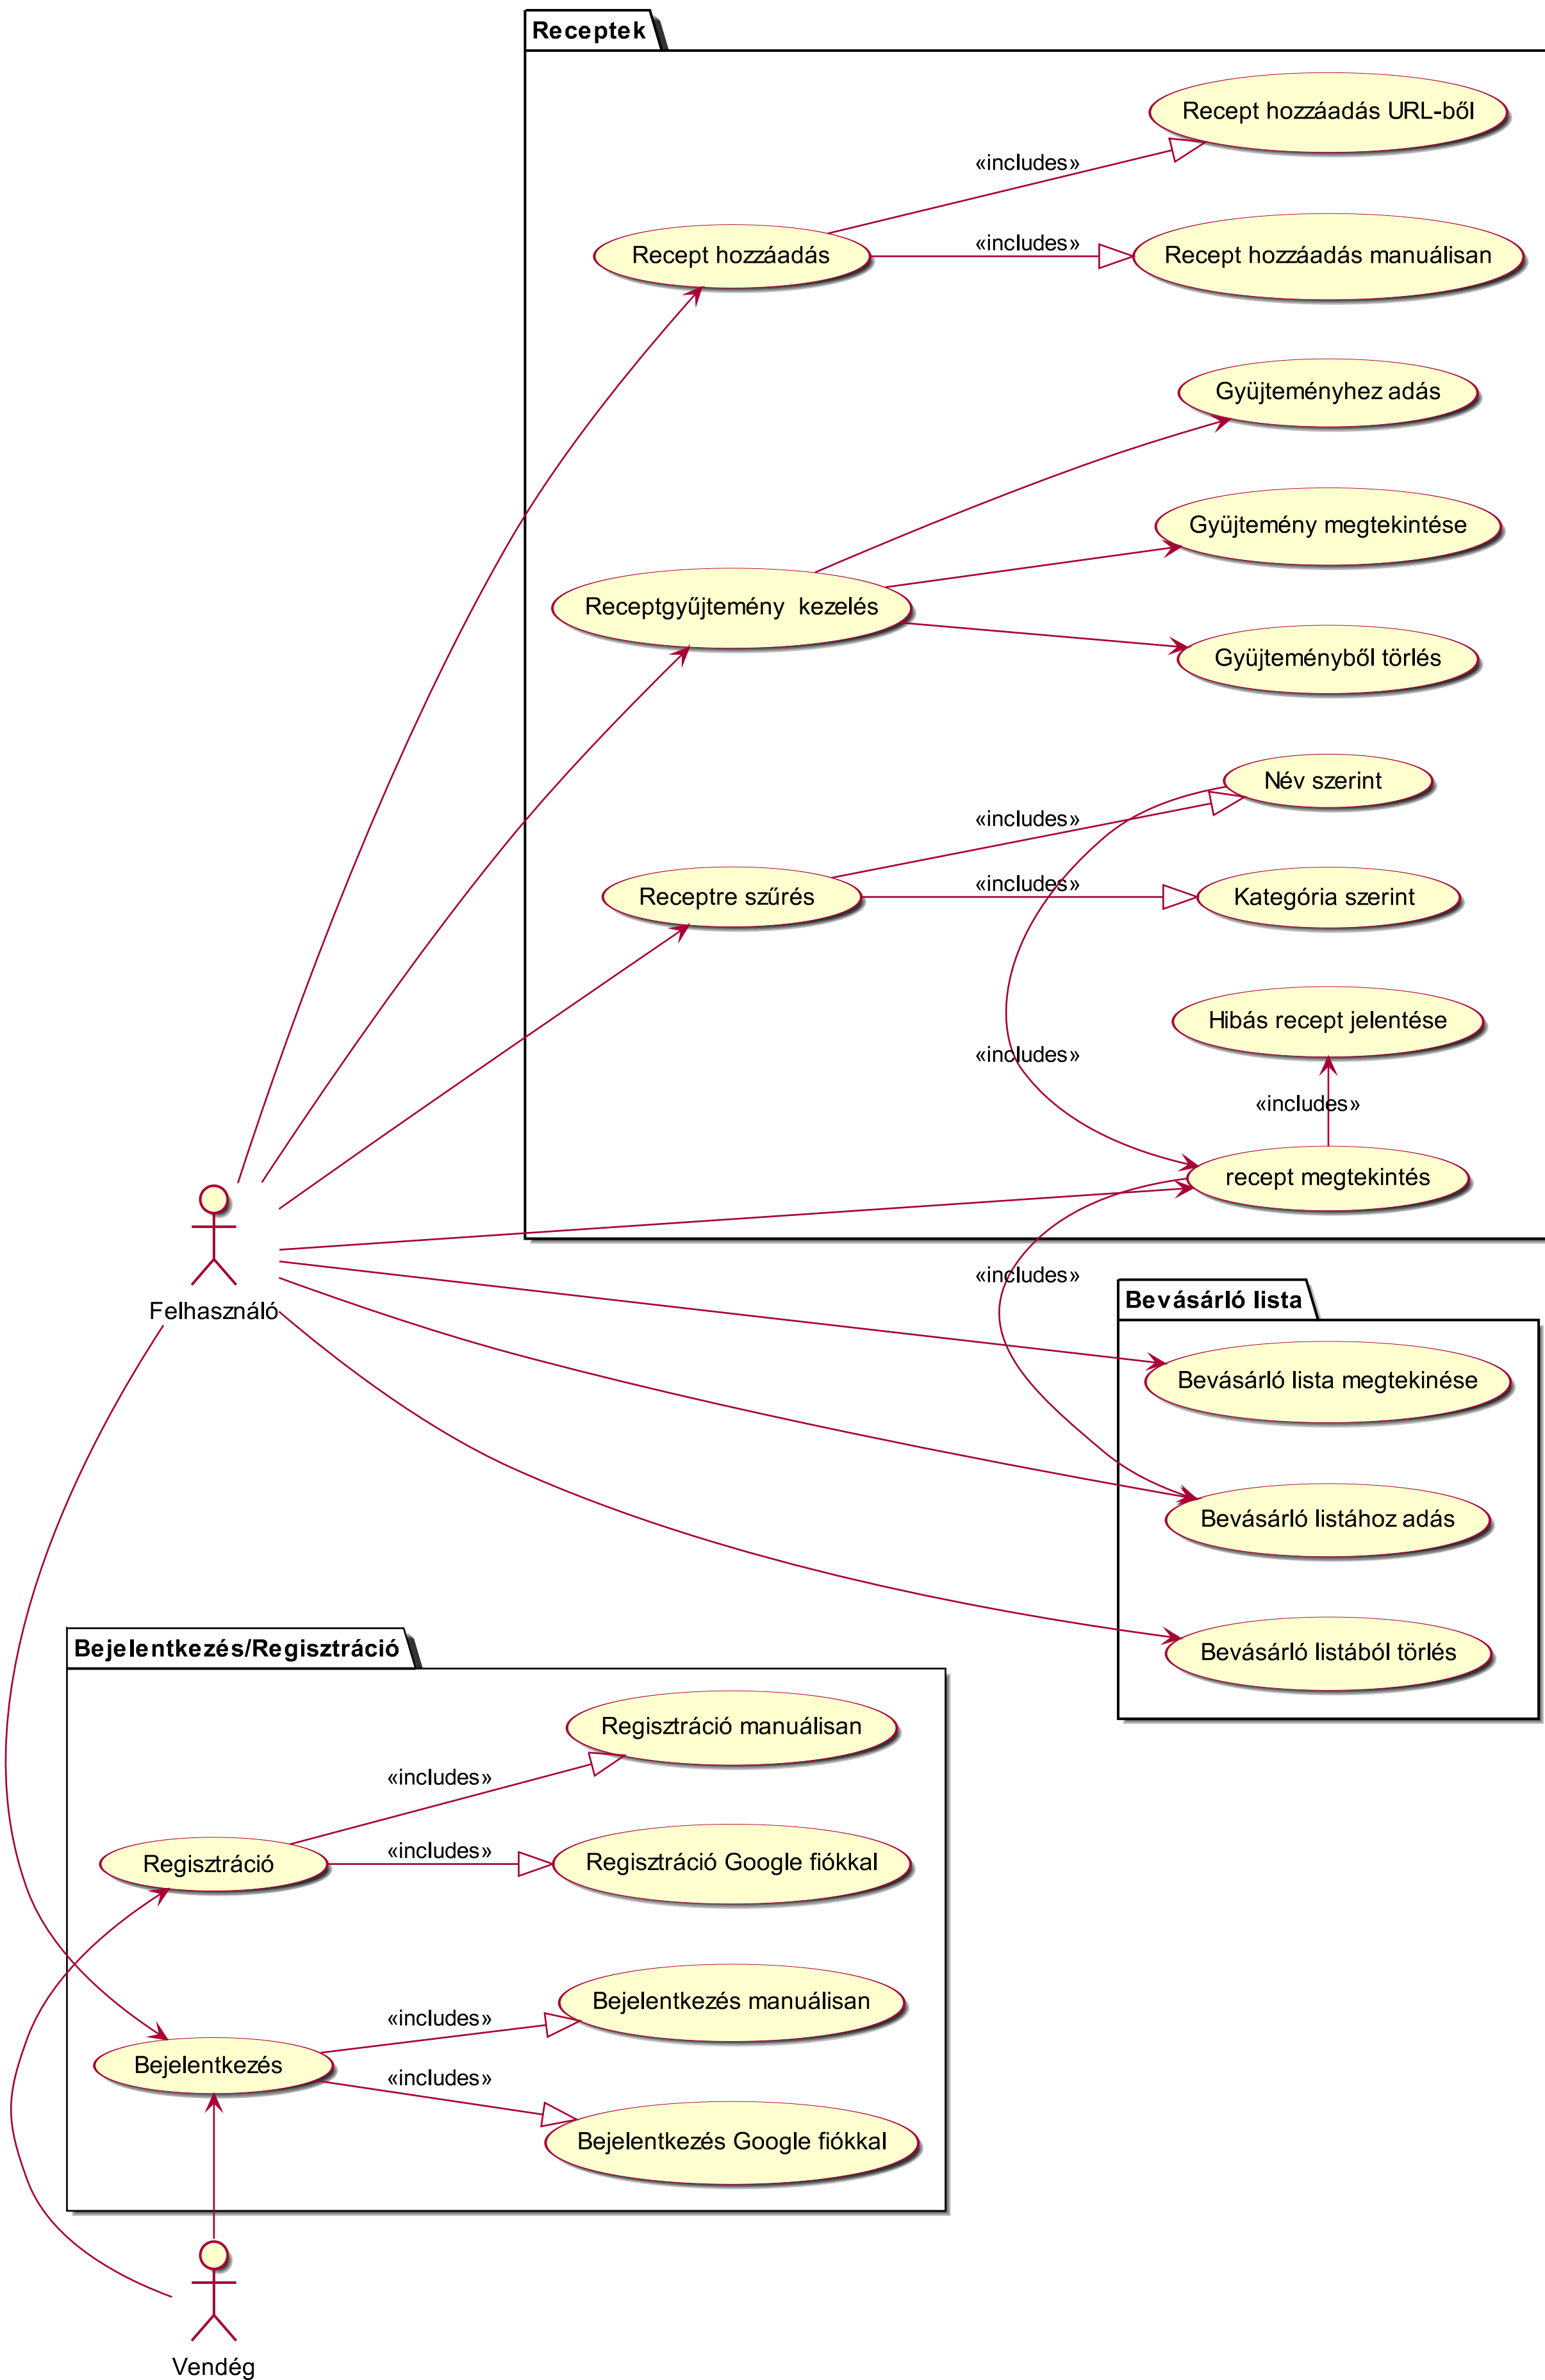 Receptek
Recept hozzáadás URL-ből
«includes»
«includes»
Recept hozzáadás
Recept hozzáadás manuálisan
Gyüjteményhez adás
Gyüjtemény megtekintése
Receptgyűjtemény  kezelés
Gyüjteményből törlés
Név szerint
«includes»
«includes»
Receptre szűrés
Kategória szerint
Hibás recept jelentése
«includes»
«includes»
recept megtekintés
«includes»
Felhasználó
Bevásárló lista
Bevásárló lista megtekinése
Bevásárló listához adás
Bevásárló listából törlés
Bejelentkezés/Regisztráció
Regisztráció manuálisan
«includes»
«includes»
Regisztráció
Regisztráció Google fiókkal
Bejelentkezés manuálisan
«includes»
Bejelentkezés
«includes»
Bejelentkezés Google fiókkal
Vendég